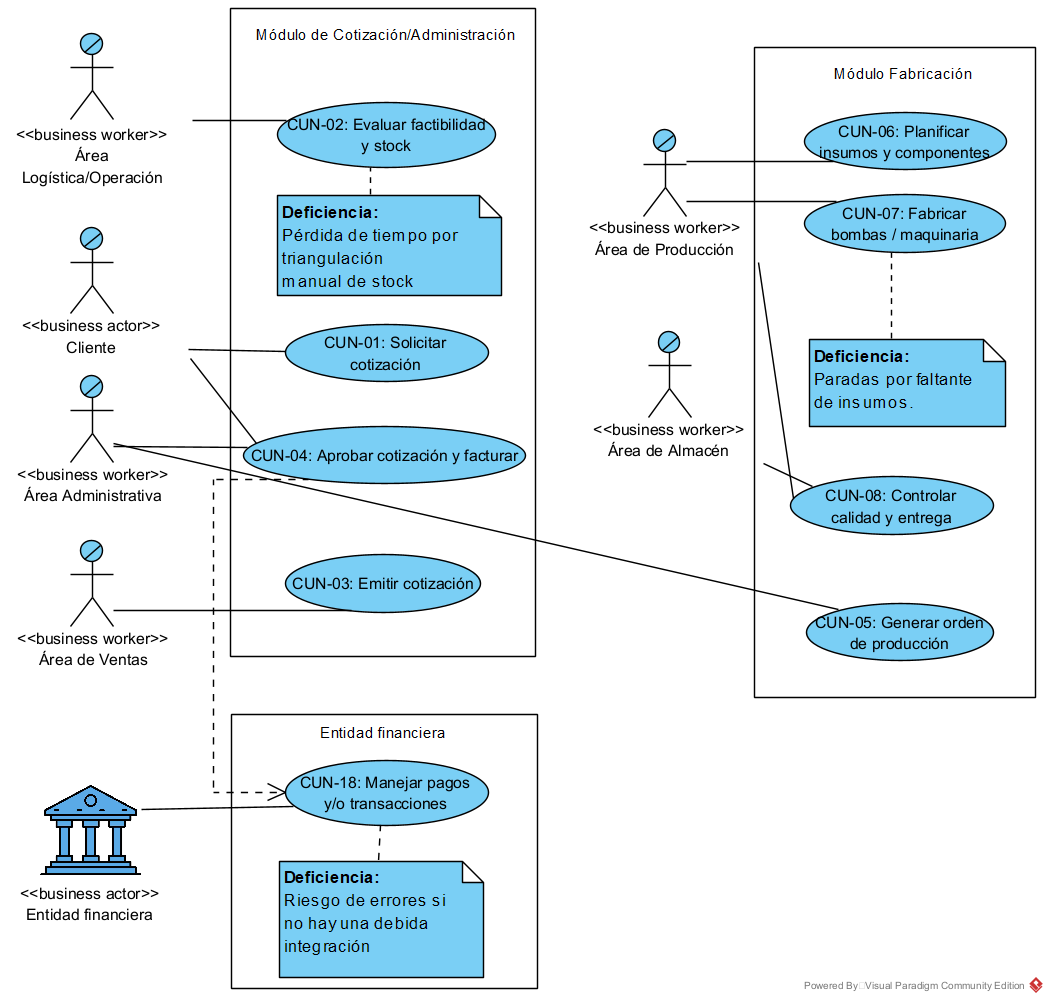 Módulo de Cotización/Administración
<<business worker>>
Área
Logística/Operación
CUN-02: Evaluar factibilidad
y stock
Deficiencia:
Pérdida de tiempo por
triangulación
manual de stock
<<business actor>>
Cliente
CUN-01: Solicitar
cotización
<<business worker>>
Área Administrativa
CUN-04: Aprobar cotización y facturar
<<business worker>>
Área de Ventas
CUN-03: Emitir cotización
Módulo Fabricación
<<business worker>>
Área de Producción
CUN-06: Planificar
insumos y componentes
CUN-07: Fabricar
bombas / maquinaria
Deficiencia:
Paradas por faltante
de insumos.
<<business worker>>
Área de Almacén
CUN-08: Controlar
calidad y entrega
CUN-05: Generar orden
de producción
Entidad financiera
CUN-18: Manejar pagos
y/o transacciones
<<business actor>>
Entidad financiera
Deficiencia:
Riesgo de errores si
no hay una debida
integración
Powered By Visual Paradigm Community Edition